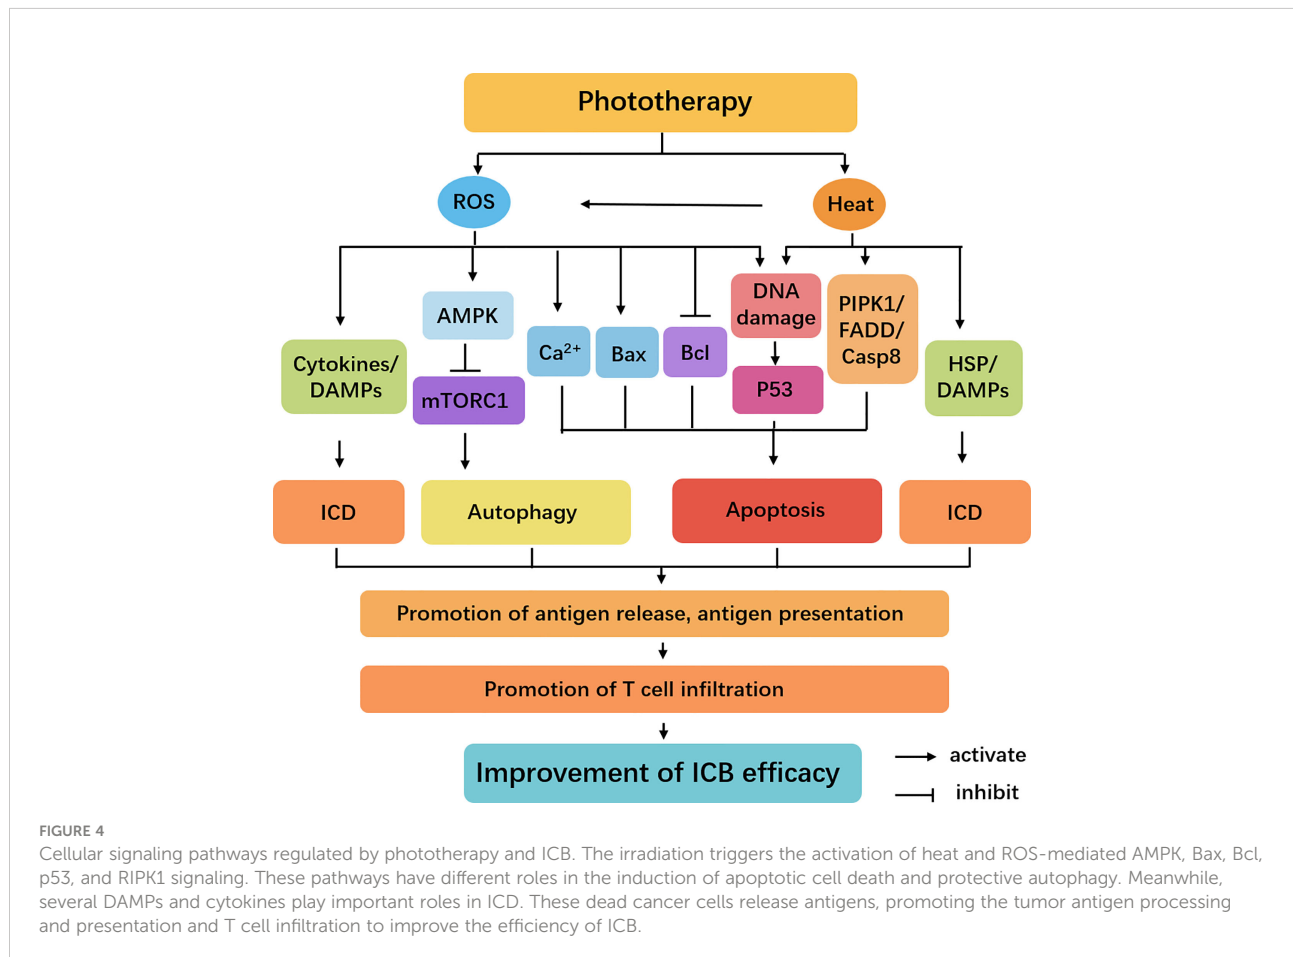 Phototherapy
ROS
Heat
Cytokines/
DAMPs
AMPK
mTORC1
Ca²⁺
Bax
Bcl
DNA
damage
P53
PIPK1/
FADD/
Casp8
HSP/
DAMPs
ICD
Autophagy
Apoptosis
ICD
Promotion of antigen release, antigen presentation
Promotion of T cell infiltration
Improvement of ICB efficacy
activate
inhibit
FIGURE 4
Cellular signaling pathways regulated by phototherapy and ICB. The irradiation triggers the activation of heat and ROS-mediated AMPK, Bax, Bcl,
p53, and RIPK1 signaling. These pathways have different roles in the induction of apoptotic cell death and protective autophagy. Meanwhile,
several DAMPs and cytokines play important roles in ICD. These dead cancer cells release antigens, promoting the tumor antigen processing
and presentation and T cell infiltration to improve the efficiency of ICB.